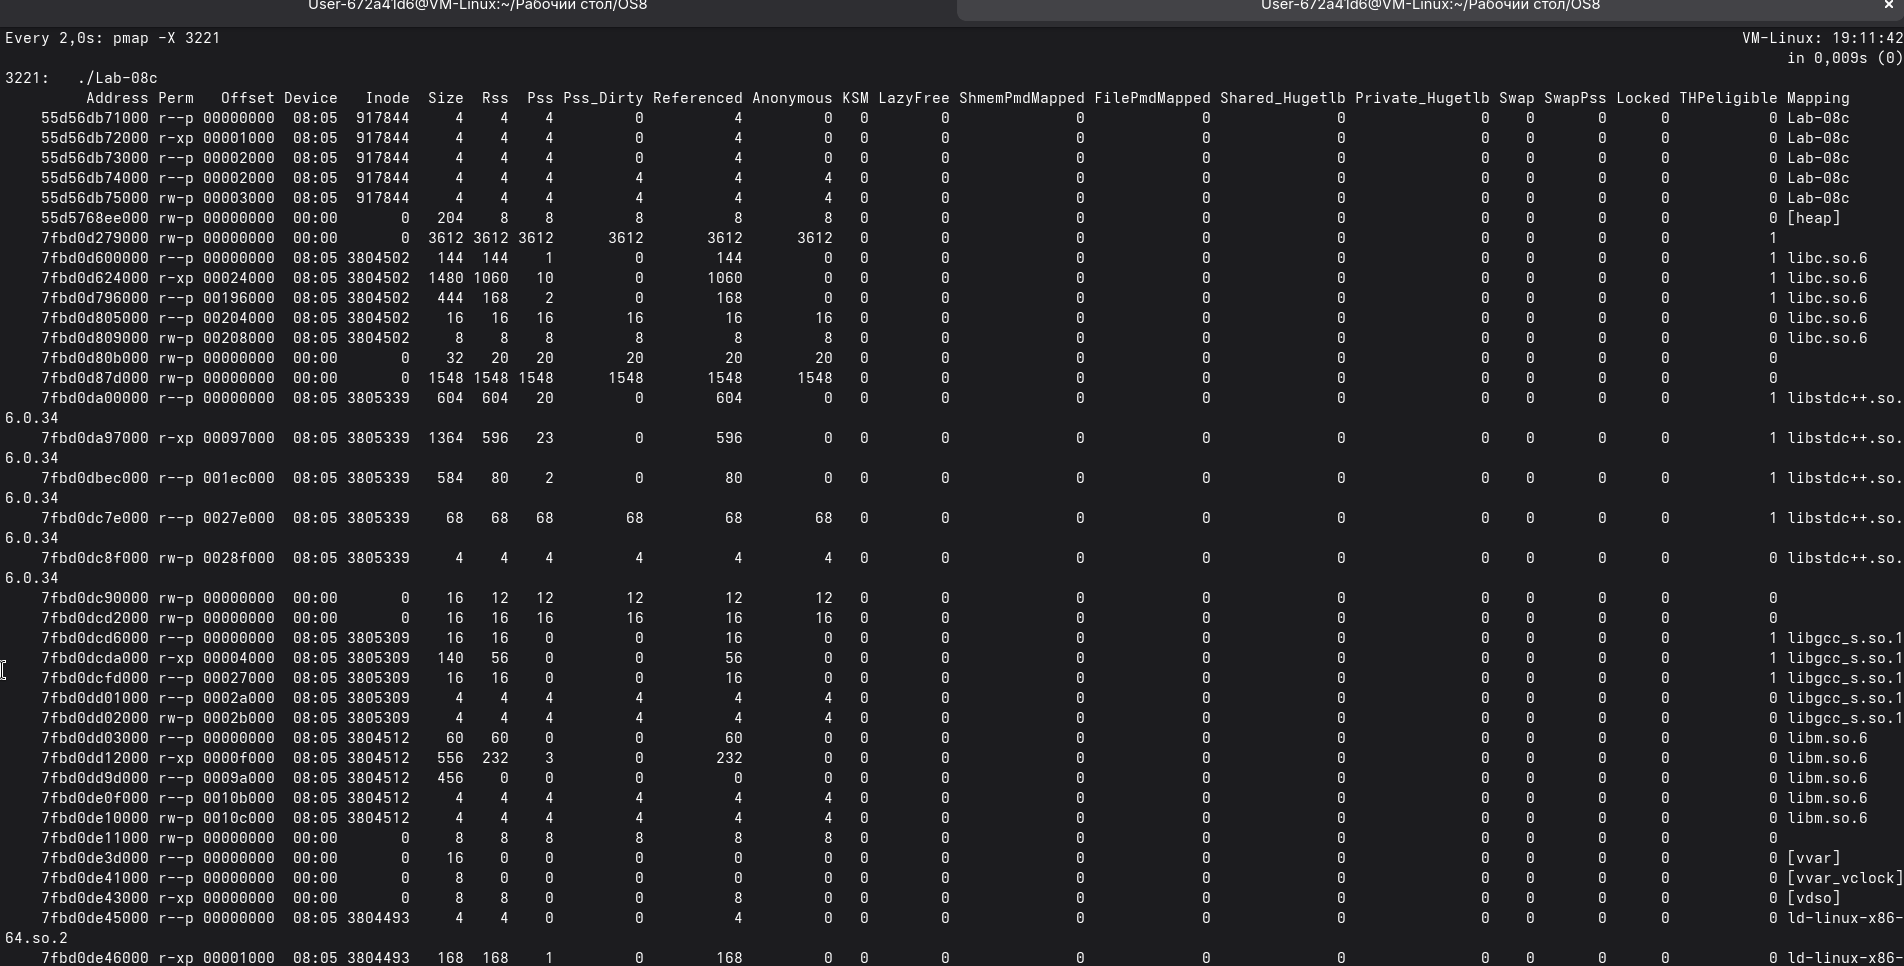 User-672a41d6@VM-Linux:~/Рабочий стол/OS8 User-672a41d6@VM-Linux:~/Рабочий стол/OS8 ×
Every 2,0s: pmap -X 3221 VM-Linux: 19:11:42
in 0,009s (0)
3221: ./Lab-08c
Address Perm Offset Device Inode Size Rss Pss Pss_Dirty Referenced Anonymous KSM LazyFree ShmemPmdMapped FilePmdMapped Shared_Hugetlb Private_Hugetlb Swap SwapPss Locked THPeligible Mapping
55d56db71000 r--p 00000000 08:05 917844 4 4 4 0 4 0 0 0 0 0 0 0 0 0 0 0 Lab-08c
55d56db72000 r-xp 00001000 08:05 917844 4 4 4 0 4 0 0 0 0 0 0 0 0 0 0 0 Lab-08c
55d56db73000 r--p 00002000 08:05 917844 4 4 4 0 4 0 0 0 0 0 0 0 0 0 0 0 Lab-08c
55d56db74000 r--p 00002000 08:05 917844 4 4 4 4 4 4 0 0 0 0 0 0 0 0 0 0 Lab-08c
55d56db75000 rw-p 00003000 08:05 917844 4 4 4 4 4 4 0 0 0 0 0 0 0 0 0 0 Lab-08c
55d5768ee000 rw-p 00000000 00:00 0 204 8 8 8 8 8 0 0 0 0 0 0 0 0 0 0 [heap]
7fbd0d279000 rw-p 00000000 00:00 0 3612 3612 3612 3612 3612 3612 0 0 0 0 0 0 0 0 0 1
7fbd0d600000 r--p 00000000 08:05 3804502 144 144 1 0 144 0 0 0 0 0 0 0 0 0 0 1 libc.so.6
7fbd0d624000 r-xp 00024000 08:05 3804502 1480 1060 10 0 1060 0 0 0 0 0 0 0 0 0 0 1 libc.so.6
7fbd0d796000 r--p 00196000 08:05 3804502 444 168 2 0 168 0 0 0 0 0 0 0 0 0 0 1 libc.so.6
7fbd0d805000 r--p 00204000 08:05 3804502 16 16 16 16 16 16 0 0 0 0 0 0 0 0 0 0 libc.so.6
7fbd0d809000 rw-p 00208000 08:05 3804502 8 8 8 8 8 8 0 0 0 0 0 0 0 0 0 0 libc.so.6
7fbd0d80b000 rw-p 00000000 00:00 0 32 20 20 20 20 20 0 0 0 0 0 0 0 0 0 0
7fbd0d87d000 rw-p 00000000 00:00 0 1548 1548 1548 1548 1548 1548 0 0 0 0 0 0 0 0 0 0
7fbd0da00000 r--p 00000000 08:05 3805339 604 604 20 0 604 0 0 0 0 0 0 0 0 0 0 1 libstdc++.so.
6.0.34
7fbd0da97000 r-xp 00097000 08:05 3805339 1364 596 23 0 596 0 0 0 0 0 0 0 0 0 0 1 libstdc++.so.
6.0.34
7fbd0dbec000 r--p 001ec000 08:05 3805339 584 80 2 0 80 0 0 0 0 0 0 0 0 0 0 1 libstdc++.so.
6.0.34
7fbd0dc7e000 r--p 0027e000 08:05 3805339 68 68 68 68 68 68 0 0 0 0 0 0 0 0 0 1 libstdc++.so.
6.0.34
7fbd0dc8f000 rw-p 0028f000 08:05 3805339 4 4 4 4 4 4 0 0 0 0 0 0 0 0 0 0 libstdc++.so.
6.0.34
7fbd0dc90000 rw-p 00000000 00:00 0 16 12 12 12 12 12 0 0 0 0 0 0 0 0 0 0
7fbd0dcd2000 rw-p 00000000 00:00 0 16 16 16 16 16 16 0 0 0 0 0 0 0 0 0 0
7fbd0dcd6000 r--p 00000000 08:05 3805309 16 16 0 0 16 0 0 0 0 0 0 0 0 0 0 1 libgcc_s.so.1
7fbd0dcda000 r-xp 00004000 08:05 3805309 140 56 0 0 56 0 0 0 0 0 0 0 0 0 0 1 libgcc_s.so.1
7fbd0dcfd000 r--p 00027000 08:05 3805309 16 16 0 0 16 0 0 0 0 0 0 0 0 0 0 1 libgcc_s.so.1
7fbd0dd01000 r--p 0002a000 08:05 3805309 4 4 4 4 4 4 0 0 0 0 0 0 0 0 0 0 libgcc_s.so.1
7fbd0dd02000 rw-p 0002b000 08:05 3805309 4 4 4 4 4 4 0 0 0 0 0 0 0 0 0 0 libgcc_s.so.1
7fbd0dd03000 r--p 00000000 08:05 3804512 60 60 0 0 60 0 0 0 0 0 0 0 0 0 0 0 libm.so.6
7fbd0dd12000 r-xp 0000f000 08:05 3804512 556 232 3 0 232 0 0 0 0 0 0 0 0 0 0 0 libm.so.6
7fbd0dd9d000 r--p 0009a000 08:05 3804512 456 0 0 0 0 0 0 0 0 0 0 0 0 0 0 0 libm.so.6
7fbd0de0f000 r--p 0010b000 08:05 3804512 4 4 4 4 4 4 0 0 0 0 0 0 0 0 0 0 libm.so.6
7fbd0de10000 rw-p 0010c000 08:05 3804512 4 4 4 4 4 4 0 0 0 0 0 0 0 0 0 0 libm.so.6
7fbd0de11000 rw-p 00000000 00:00 0 8 8 8 8 8 8 0 0 0 0 0 0 0 0 0 0
7fbd0de3d000 r--p 00000000 00:00 0 16 0 0 0 0 0 0 0 0 0 0 0 0 0 0 0 [vvar]
7fbd0de41000 r--p 00000000 00:00 0 8 0 0 0 0 0 0 0 0 0 0 0 0 0 0 0 [vvar_vclock]
7fbd0de43000 r-xp 00000000 00:00 0 8 8 0 0 8 0 0 0 0 0 0 0 0 0 0 0 [vdso]
7fbd0de45000 r--p 00000000 08:05 3804493 4 4 0 0 4 0 0 0 0 0 0 0 0 0 0 0 ld-linux-x86-
64.so.2
7fbd0de46000 r-xp 00001000 08:05 3804493 168 168 1 0 168 0 0 0 0 0 0 0 0 0 0 0 ld-linux-x86-